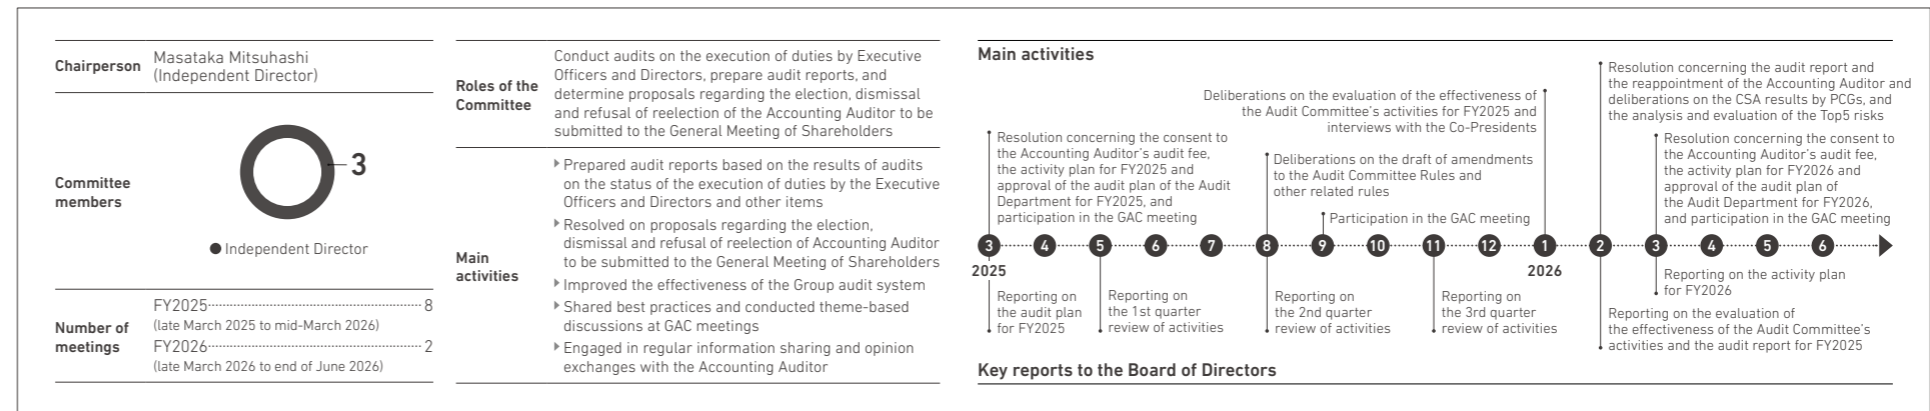 Chairperson
Masataka Mitsuhashi
(Independent Director)
Committee
members
3
● Independent Director
Number of
meetings
FY2025 8
(late March 2025 to mid-March 2026)
FY2026 2
(late March 2026 to end of June 2026)
Roles of the
Committee
Conduct audits on the execution of duties by Executive
Officers and Directors, prepare audit reports, and
determine proposals regarding the election, dismissal
and refusal of reelection of the Accounting Auditor to be
submitted to the General Meeting of Shareholders
Main
activities
Prepared audit reports based on the results of audits
on the status of the execution of duties by the Executive
Officers and Directors and other items
Resolved on proposals regarding the election,
dismissal and refusal of reelection of Accounting Auditor
to be submitted to the General Meeting of Shareholders
Improved the effectiveness of the Group audit system
Shared best practices and conducted theme-based
discussions at GAC meetings
Engaged in regular information sharing and opinion
exchanges with the Accounting Auditor
Main activities
Resolution concerning the consent to
the Accounting Auditor's audit fee,
the activity plan for FY2025 and
approval of the audit plan of the Audit
Department for FY2025, and
participation in the GAC meeting
Deliberations on the evaluation of the effectiveness of
the Audit Committee's activities for FY2025 and
interviews with the Co-Presidents
Deliberations on the draft of amendments
to the Audit Committee Rules and
other related rules
Participation in the GAC meeting
Resolution concerning the audit report and
the reappointment of the Accounting Auditor and
deliberations on the CSA results by PCGs, and
the analysis and evaluation of the Top5 risks
Resolution concerning the consent to
the Accounting Auditor's audit fee,
the activity plan for FY2026 and
approval of the audit plan of
the Audit Department for FY2026,
and participation in the GAC meeting
3 4 5 6 7 8 9 10 11 12 1 2 3 4 5 6
2025 2026
Reporting on
the audit plan
for FY2025
Reporting on
the 1st quarter
review of activities
Reporting on
the 2nd quarter
review of activities
Reporting on
the 3rd quarter
review of activities
Reporting on the activity plan
for FY2026
Reporting on the evaluation of
the effectiveness of the Audit Committee's
activities and the audit report for FY2025
Key reports to the Board of Directors